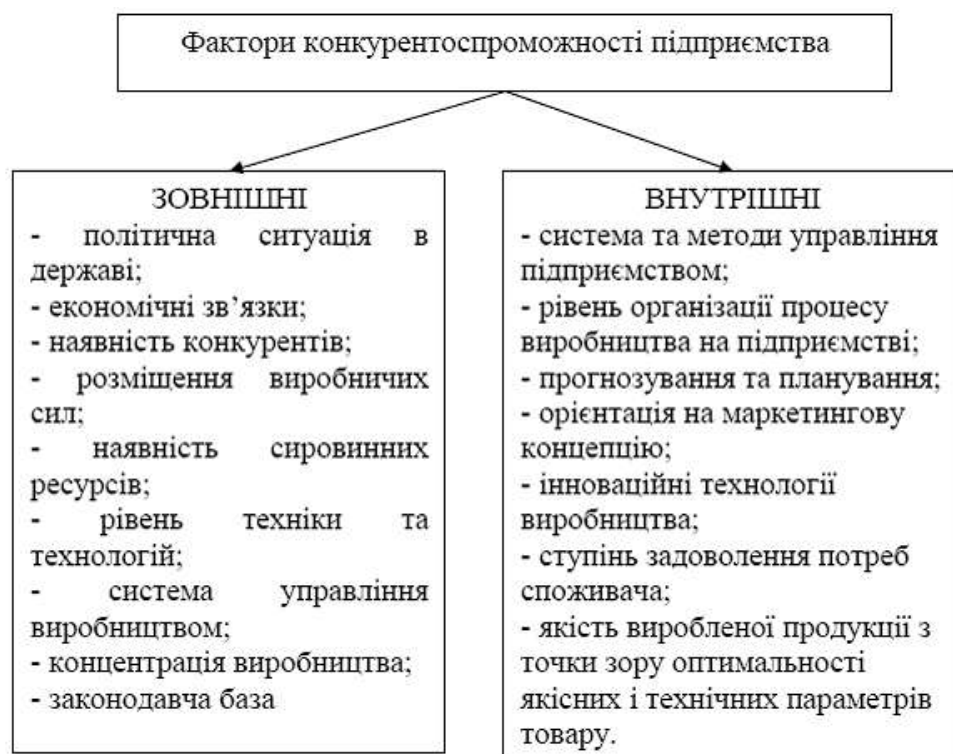 Фактори конкурентоспроможності підприємства
ЗОВНІШНІ
- політична ситуація в
державі;
- економічні зв’язки;
- наявність конкурентів;
- розміщення виробничих
сил;
- наявність сировинних
ресурсів;
- рівень техніки та
технологій;
- система управління
виробництвом;
- концентрація виробництва;
- законодавча база
ВНУТРІШНІ
- система та методи управління
підприємством;
- рівень організації процесу
виробництва на підприємстві;
- прогнозування та планування;
- орієнтація на маркетингову
концепцію;
- інноваційні технології
виробництва;
- ступінь задоволення потреб
споживача;
- якість виробленої продукції з
точки зору оптимальності
якісних і технічних параметрів
товару.